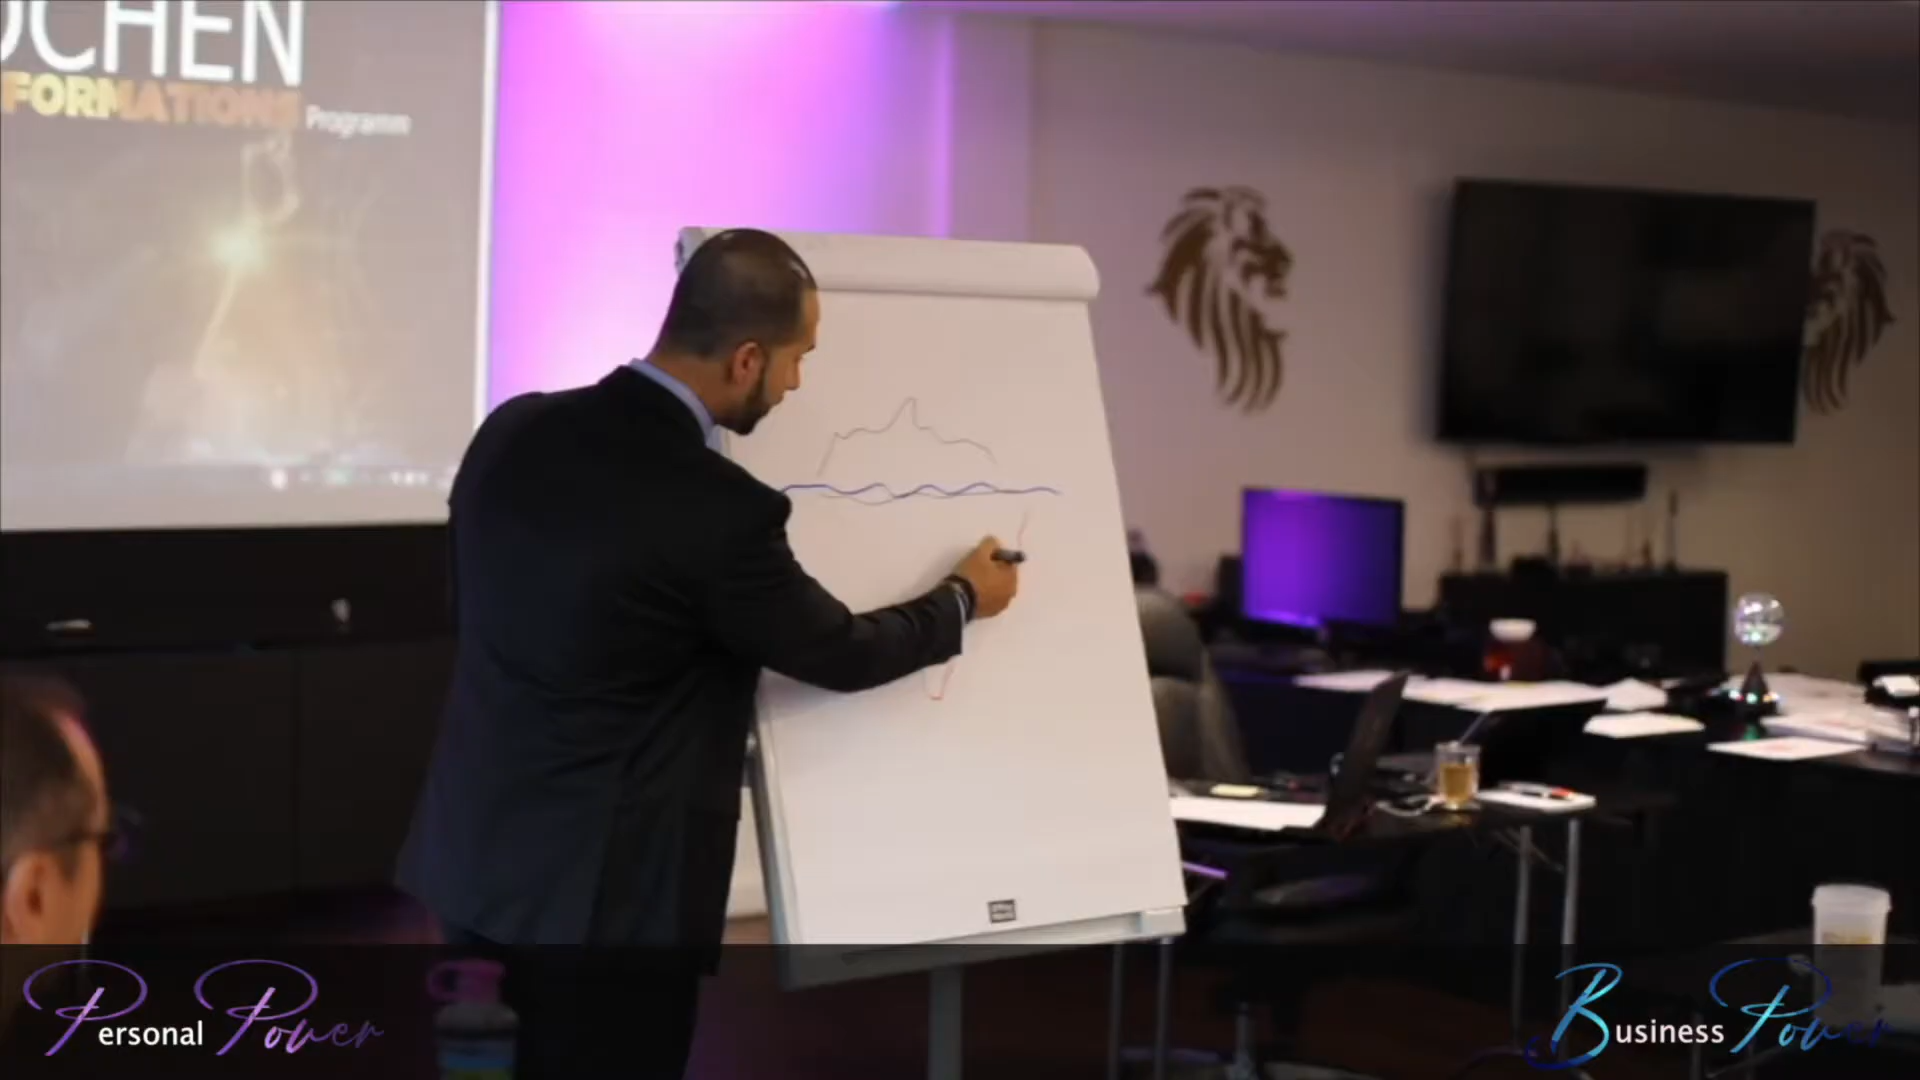 OCHEN
FORMATIONS Programm
Personal Power
Business Power